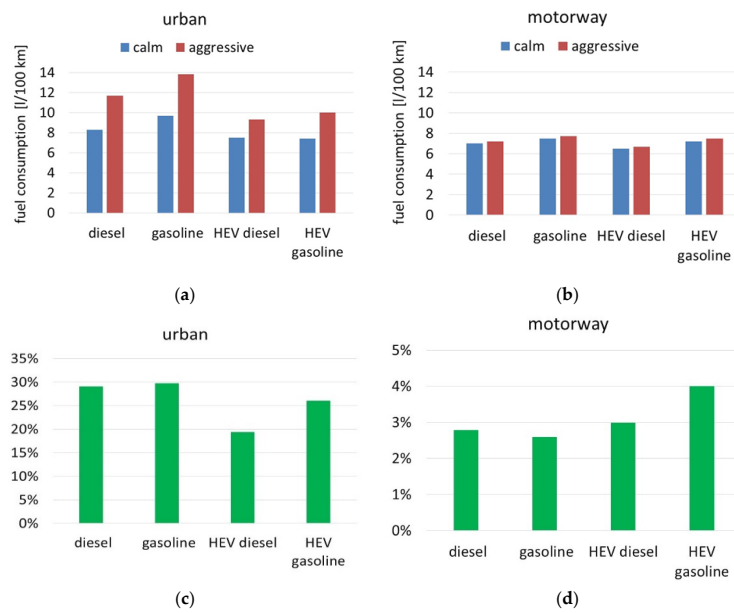 urban
calm aggressive
fuel consumption [l/100 km]
14
12
10
8
6
4
2
0
diesel gasoline HEV diesel HEV
gasoline
(a)
motorway
calm aggressive
fuel consumption [l/100 km]
14
12
10
8
6
4
2
0
diesel gasoline HEV diesel HEV
gasoline
(b)
urban
35%
30%
25%
20%
15%
10%
5%
0%
diesel gasoline HEV diesel HEV
gasoline
(c)
motorway
5%
4%
3%
2%
1%
0%
diesel gasoline HEV diesel HEV
gasoline
(d)